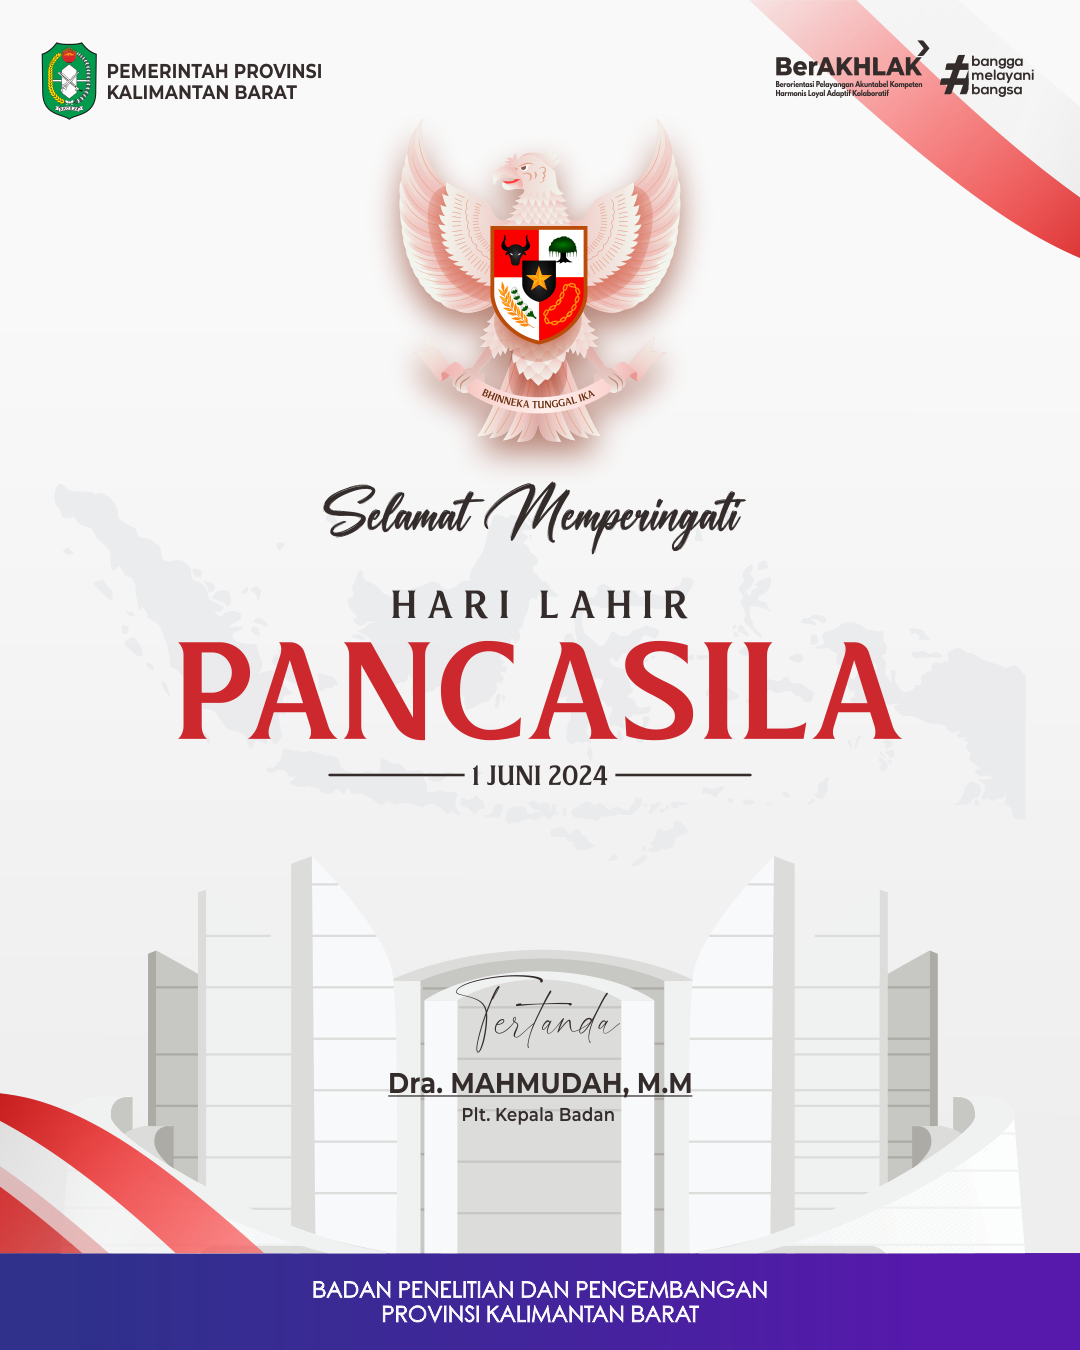 PEMERINTAH PROVINSI
KALIMANTAN BARAT
BerAKHLAK
Berorientasi Pelayangan Akuntabel Kompeten
Harmonis Loyal Adaptif Kolaboratif
#bangga
melayani
bangsa
BHINNEKA TUNGGAL IKA
Selamat Memperingati
HARI LAHIR
PANCASILA
1 JUNI 2024
Tertanda
Dra. MAHMUDAH, M.M
Plt. Kepala Badan
BADAN PENELITIAN DAN PENGEMBANGAN
PROVINSI KALIMANTAN BARAT